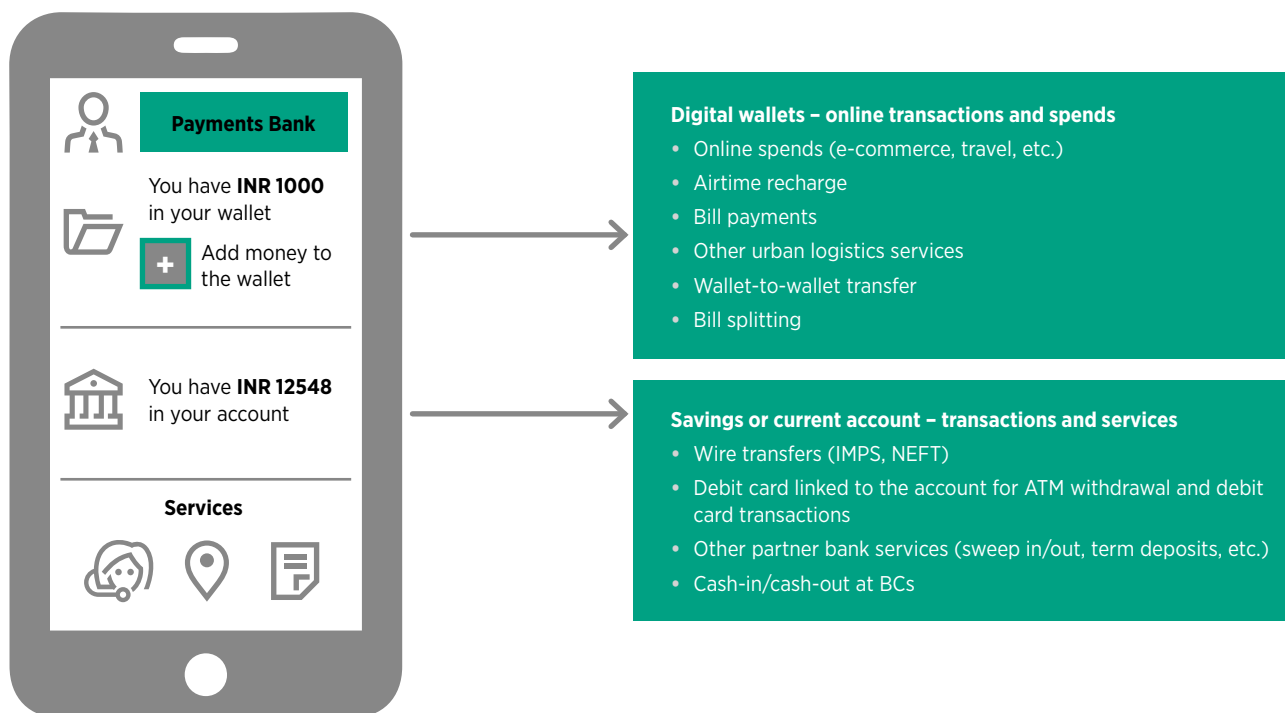 Payments Bank
You have INR 1000
in your wallet
+
Add money to
the wallet
You have INR 12548
in your account
Services
Digital wallets – online transactions and spends
• Online spends (e-commerce, travel, etc.)
• Airtime recharge
• Bill payments
• Other urban logistics services
• Wallet-to-wallet transfer
• Bill splitting
Savings or current account – transactions and services
• Wire transfers (IMPS, NEFT)
• Debit card linked to the account for ATM withdrawal and debit
card transactions
• Other partner bank services (sweep in/out, term deposits, etc.)
• Cash-in/cash-out at BCs